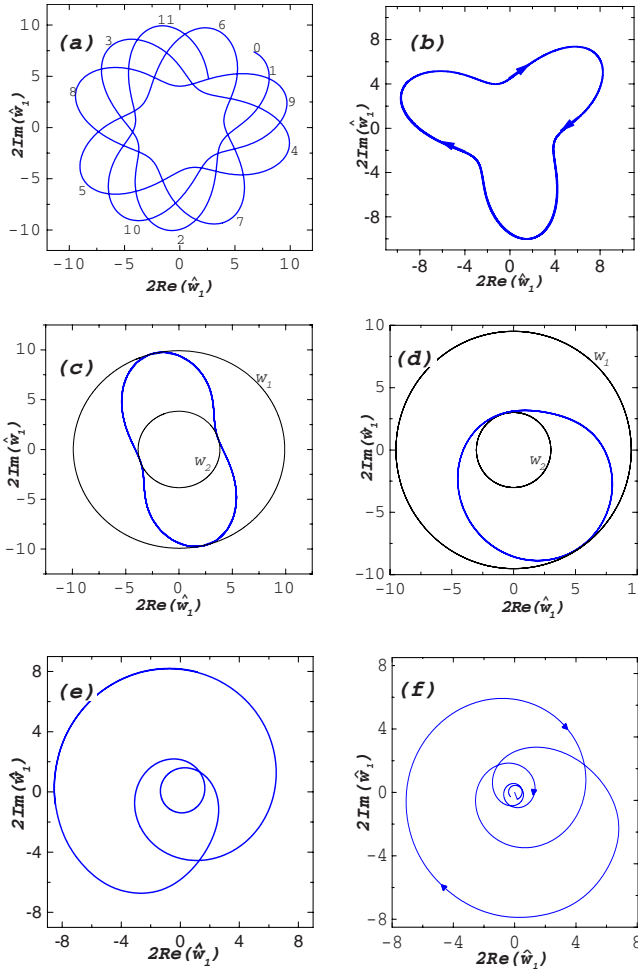 (a)
11
6
3
0
1
8
9
4
5
10
7
2
10
5
0
−5
−10
−10 −5 0 5 10
2Im(ŵ₁)
2Re(ŵ₁)
(b)
8
4
0
-4
-8
-8 -4 0 4 8
2Im(ŵ₁)
2Re(ŵ₁)
(c)
W₁
W₂
10
5
0
−5
−10
−10 −5 0 5 10
2Im(ŵ₁)
2Re(ŵ₁)
(d)
W₁
W₂
10
5
0
−5
−10
−10 −5 0 5 1
2Im(ŵ₁)
2Re(ŵ₁)
(e)
8
4
0
-4
-8
-8 -4 0 4 8
2Im(ŵ₁)
2Re(ŵ₁)
(f)
8
4
0
−4
−8
−8 −4 0 4 8
2Im(ŵ₁)
2Re(ŵ₁)